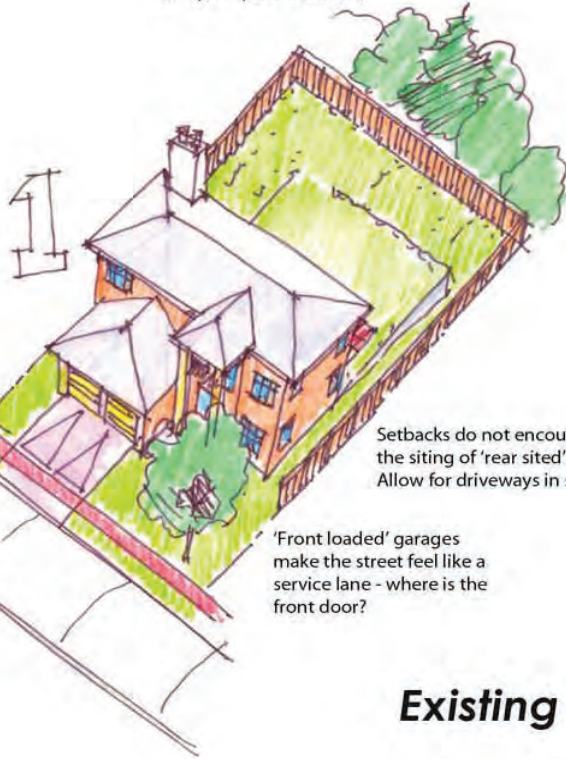 Setbacks do not encou
the siting of 'rear sited'
Allow for driveways in
'Front loaded' garages
make the street feel like a
service lane - where is the
front door?
Existing